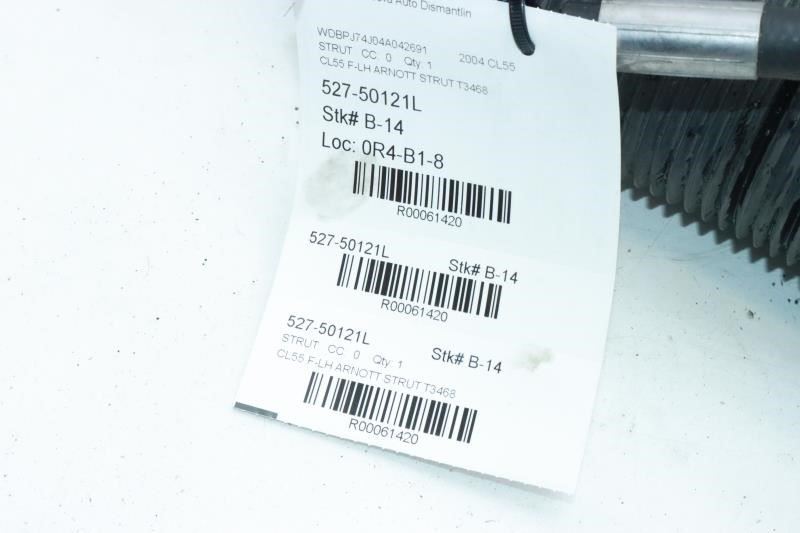 Auto Dismantlin
WDBPJ74J04A042691 2004 CL55
STRUT CC: 0 Qty: 1
CL55 F-LH ARNOTT STRUT T3468
527-50121L
Stk# B-14
Loc: 0R4-B1-8
R00061420
527-50121L Stk# B-14
R00061420
527-50121L Stk# B-14
STRUT CC: 0 Qty: 1
CL55 F-LH ARNOTT STRUT T3468
R00061420